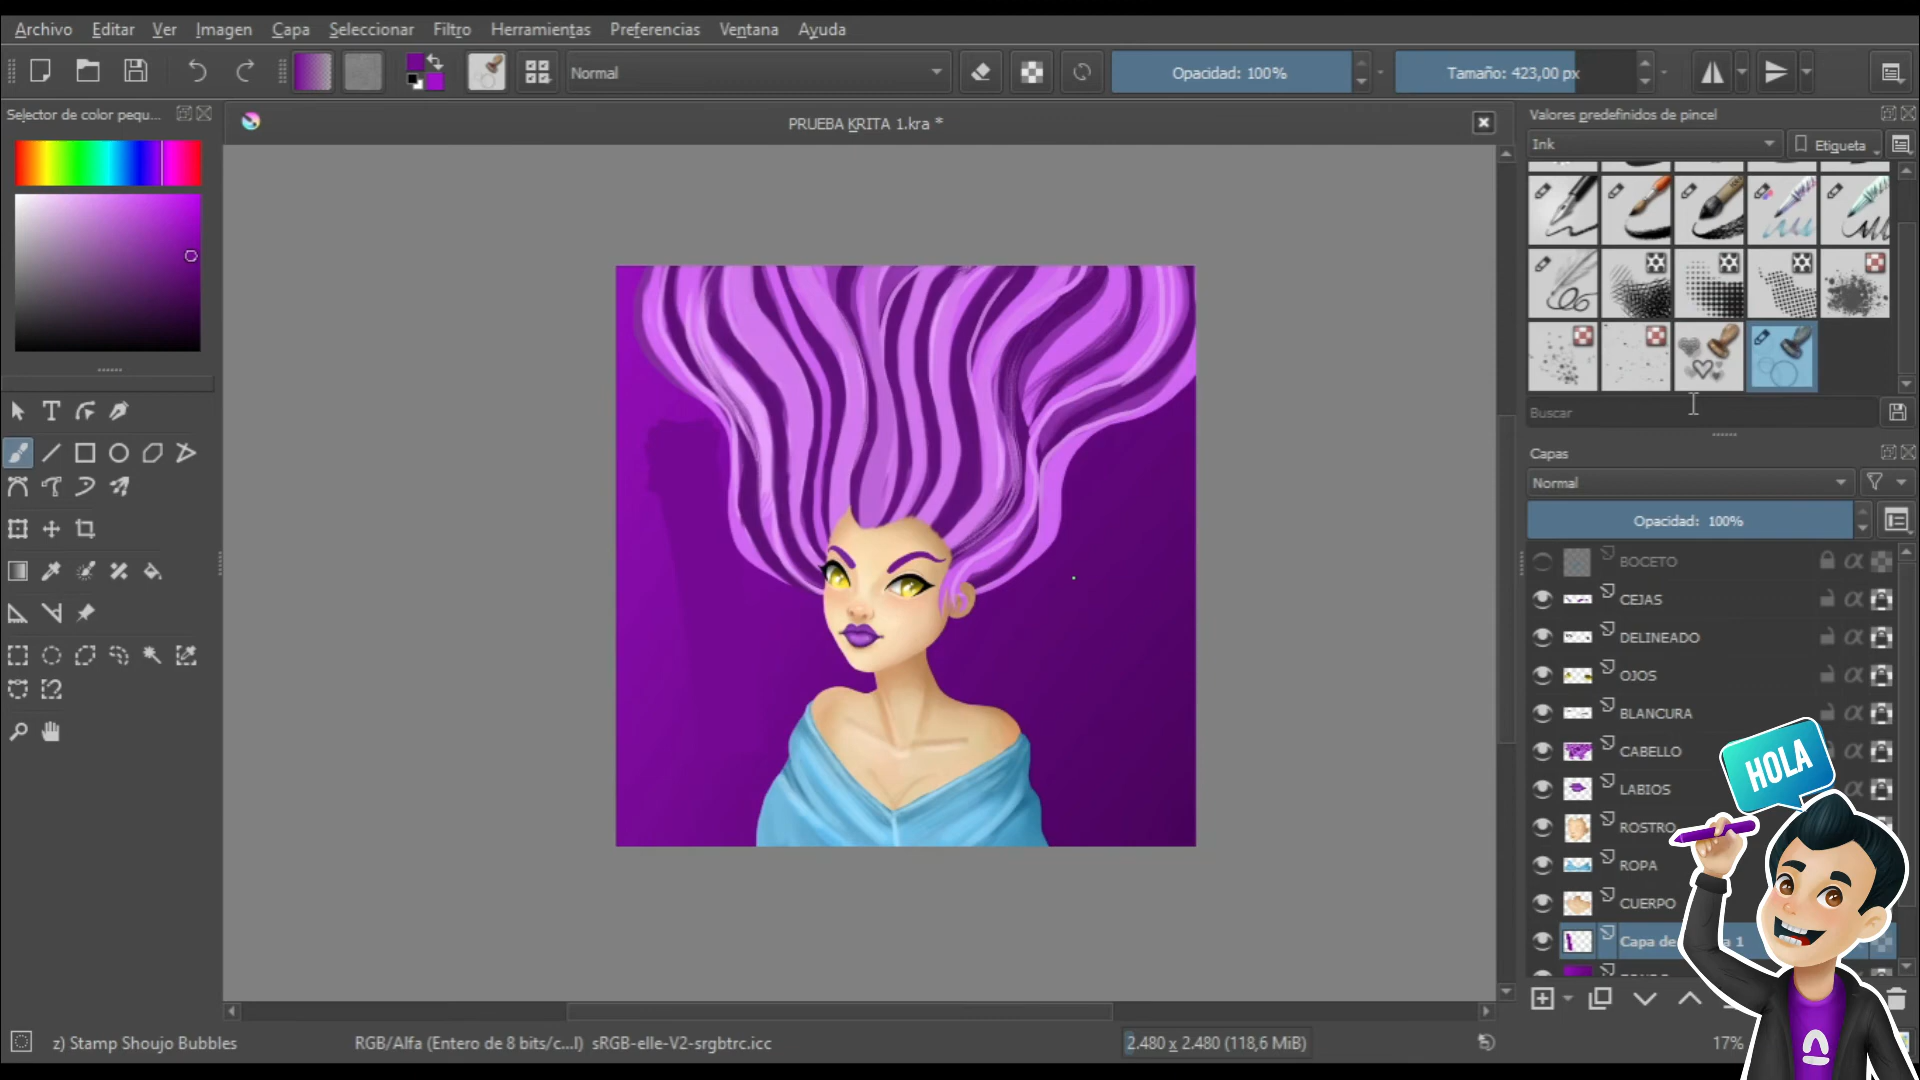 Archivo Editar Ver Imagen Capa Seleccionar Filtro Herramientas Preferencias Ventana Ayuda
Normal
Opacidad: 100%
Tamaño: 423,00 px
Selector de color pequ...
PRUEBA KRITA 1.kra *
Valores predefinidos de pincel
Ink
Etiqueta
Buscar
Capas
Normal
Opacidad: 100%
BOCETO
CEJAS
DELINEADO
OJOS
BLANCURA
CABELLO
LABIOS
ROSTRO
ROPA
CUERPO
Capa de 1
HOLA
z) Stamp Shoujo Bubbles
RGB/Alfa (Entero de 8 bits/c...l) sRGB-elle-V2-srgbtrc.icc
2.480 x 2.480 (118,6 MiB)
17%